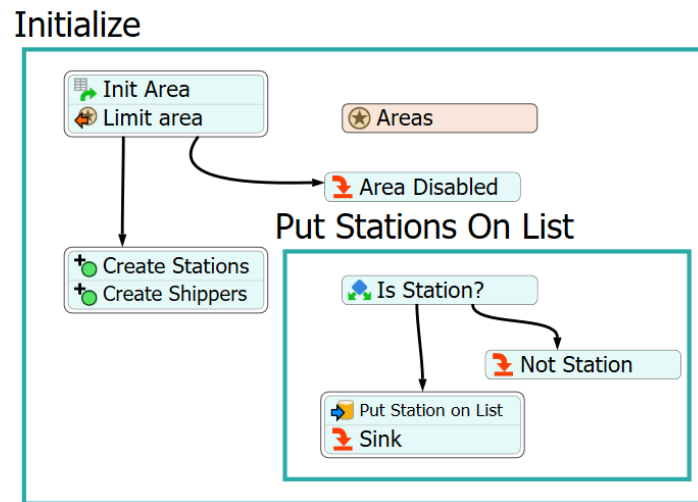 Initialize
Init Area
Limit area
Areas
Area Disabled
Put Stations On List
Create Stations
Create Shippers
Is Station?
Not Station
Put Station on List
Sink